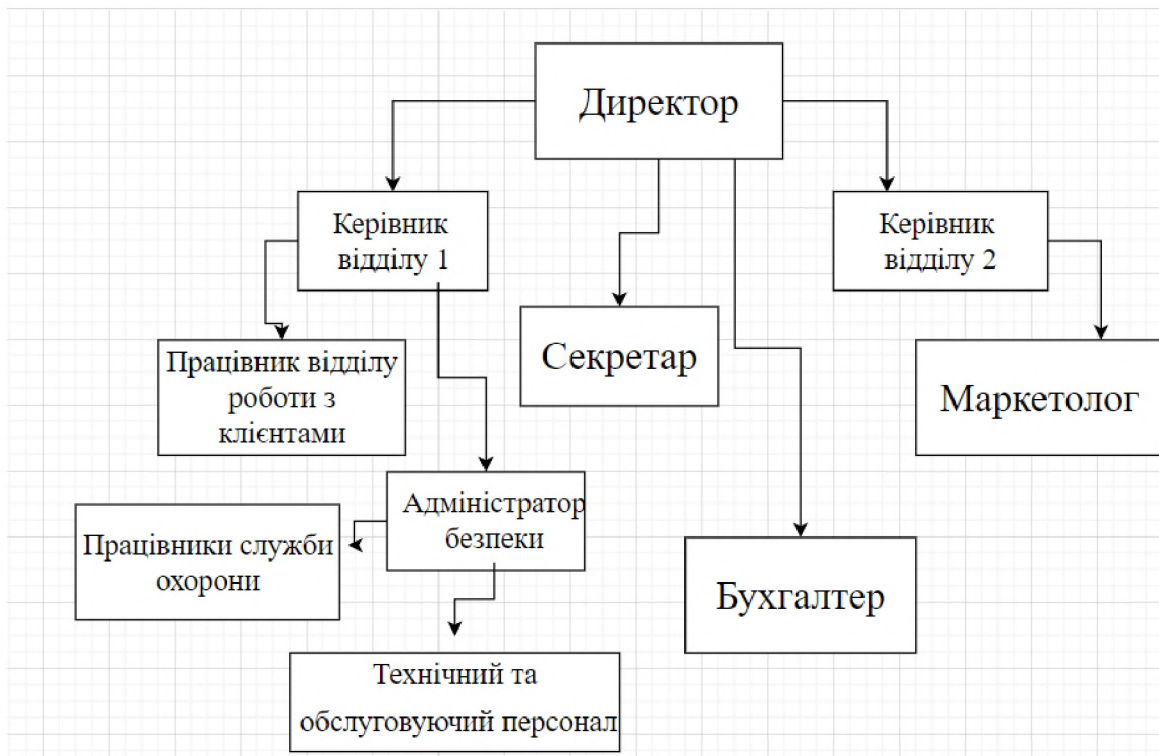 Директор
Керівник
відділу 1
Керівник
відділу 2
Секретар
Працівник відділу
роботи з
клієнтами
Маркетолог
Адміністратор
безпеки
Працівники служби
охорони
Бухгалтер
Технічний та
обслуговуючий персонал